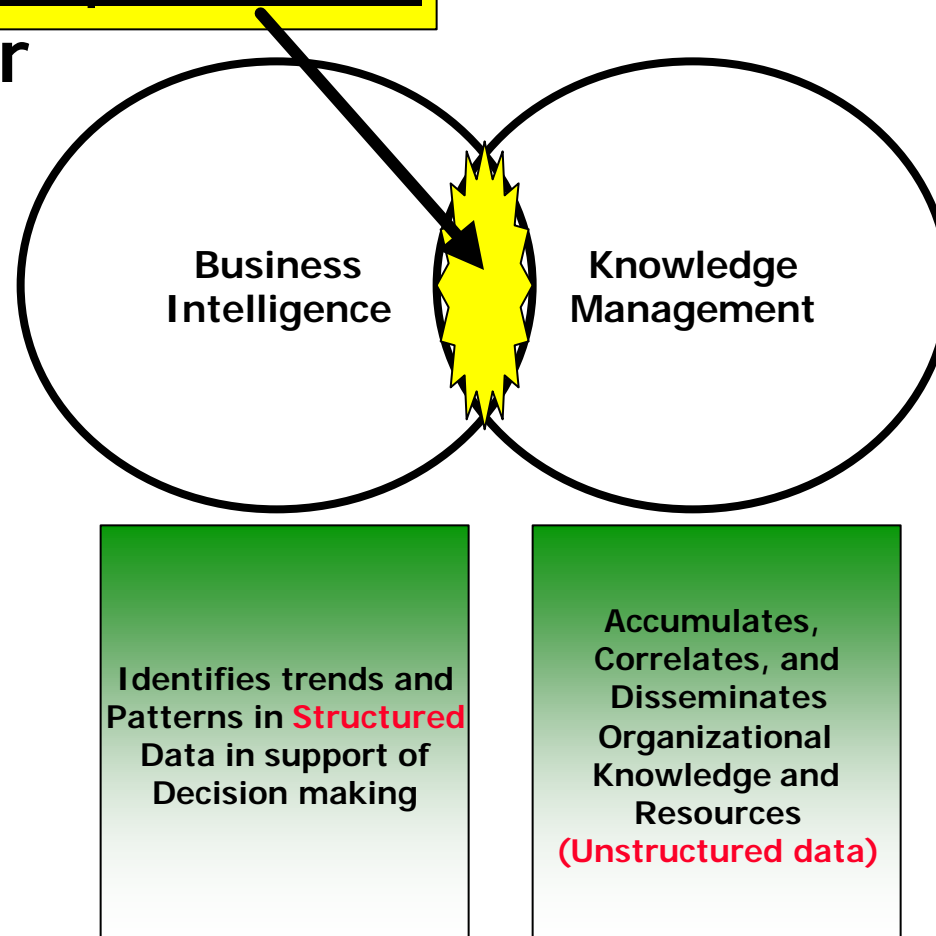 r
Business
Intelligence
Knowledge
Management
Identifies trends and
Patterns in Structured
Data in support of
Decision making
Accumulates,
Correlates, and
Disseminates
Organizational
Knowledge and
Resources
(Unstructured data)